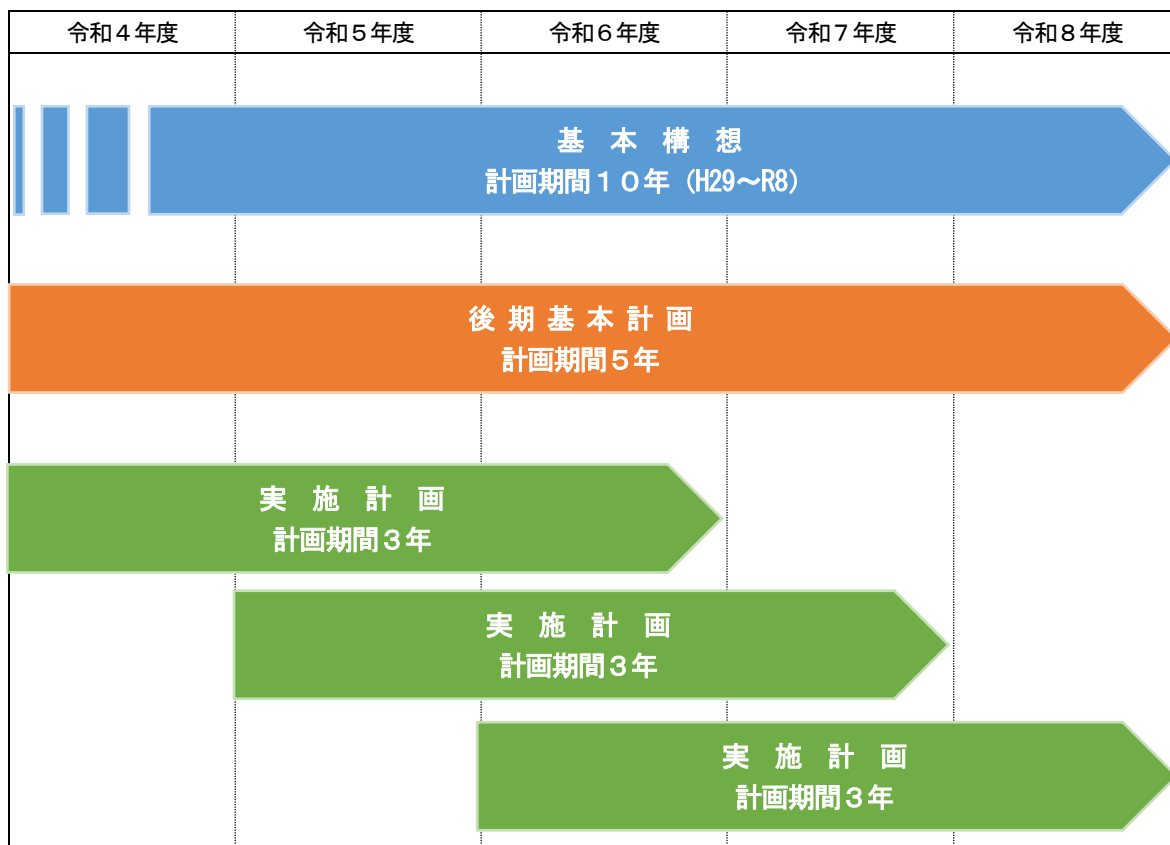 令和４年度
令和５年度
令和６年度
令和７年度
令和８年度
基　本　構　想
計画期間１０年（H29～R8）
後 期 基 本 計 画
計画期間５年
実　施　計　画
計画期間３年
実　施　計　画
計画期間３年
実　施　計　画
計画期間３年